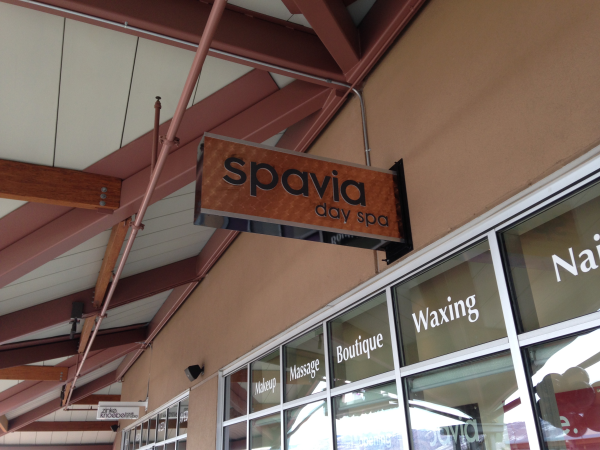 spavia
day spa
Makeup
Massage
Boutique
Waxing
Nai